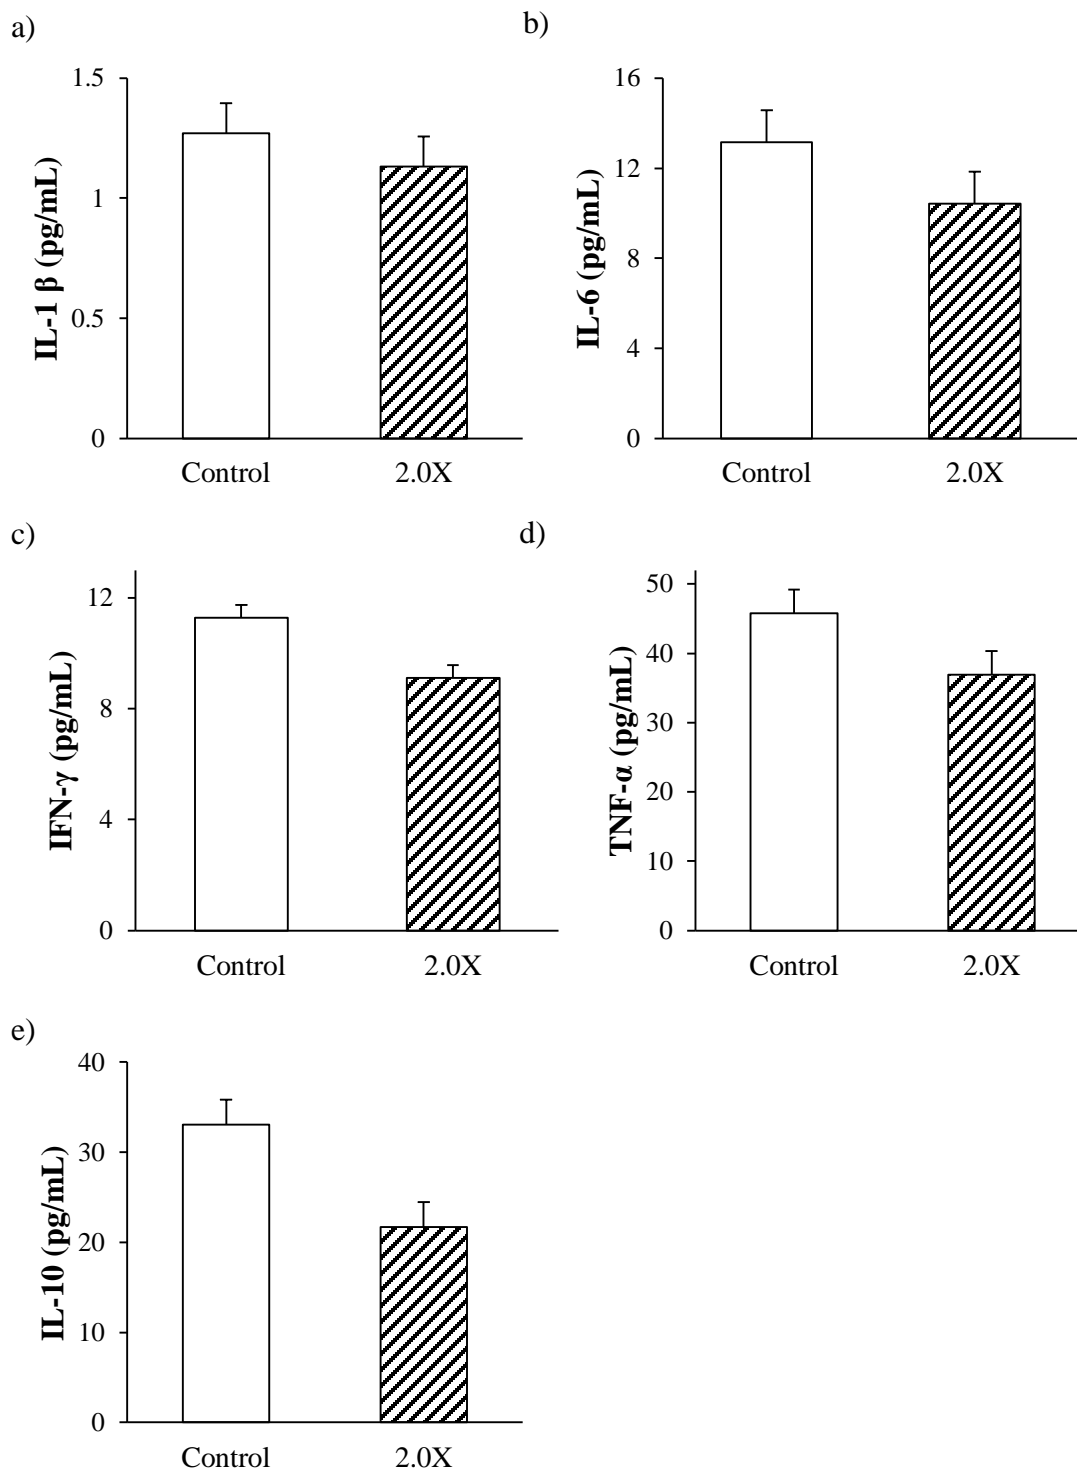 a)
1.5
1
0.5
0
IL-1 β (pg/mL)
Control 2.0X
b)
16
12
8
4
0
IL-6 (pg/mL)
Control 2.0X
c)
12
8
4
0
IFN-γ (pg/mL)
Control 2.0X
d)
50
40
30
20
10
0
TNF-α (pg/mL)
Control 2.0X
e)
40
30
20
10
0
IL-10 (pg/mL)
Control 2.0X